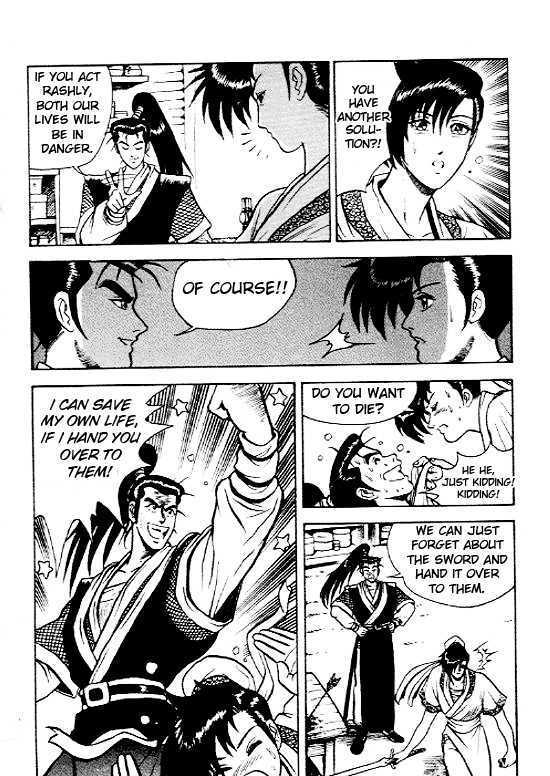 IF YOU ACT
RASHLY,
BOTH OUR
LIVES WILL
BE IN
DANGER.
YOU
HAVE
ANOTHER
SOLU-
TION?!
OF COURSE!!
I CAN SAVE
MY OWN LIFE,
IF I HAND YOU
OVER TO
THEM!
DO YOU WANT
TO DIE?
HE HE,
JUST KIDDING!
KIDDING!
WE CAN JUST
FORGET ABOUT
THE SWORD AND
HAND IT OVER
TO THEM.